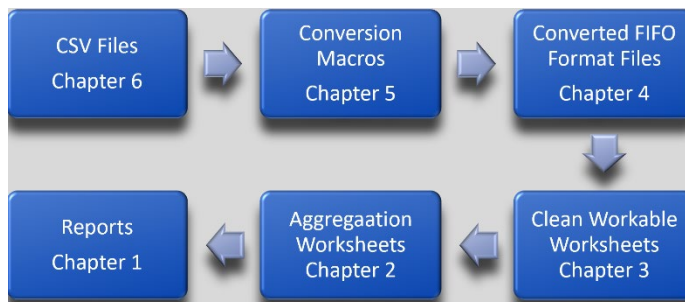 CSV Files
Chapter 6
Conversion
Macros
Chapter 5
Converted FIFO
Format Files
Chapter 4
Reports
Chapter 1
Aggregaation
Worksheets
Chapter 2
Clean Workable
Worksheets
Chapter 3